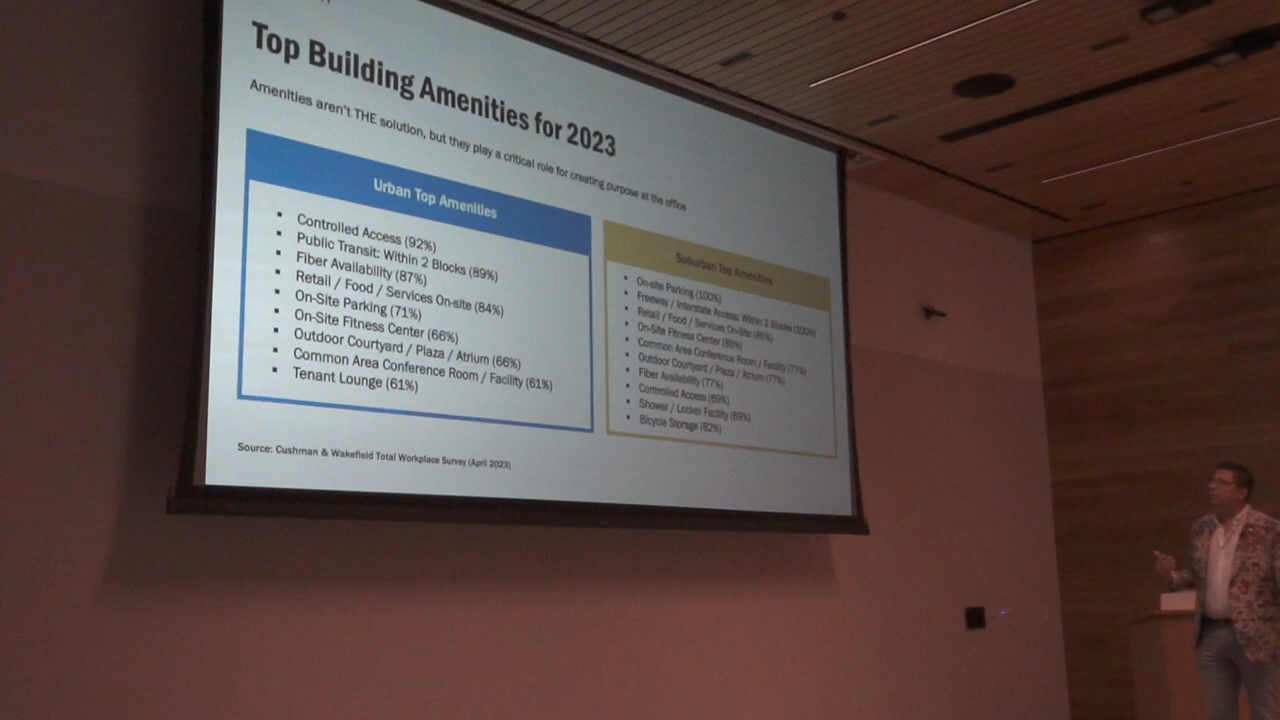 Top Building Amenities for 2023
Amenities aren't THE solution, but they play a critical role for creating purpose at the office
Urban Top Amenities
▪ Controlled Access (92%)
▪ Public Transit: Within 2 Blocks (89%)
▪ Fiber Availability (87%)
▪ Retail / Food / Services On-site (84%)
▪ On-Site Parking (71%)
▪ On-Site Fitness Center (66%)
▪ Outdoor Courtyard / Plaza / Atrium (66%)
▪ Common Area Conference Room / Facility (61%)
▪ Tenant Lounge (61%)
Suburban Top Amenities
▪ On-site Parking (100%)
▪ Freeway / Interstate Access: Within 2 Blocks (100%)
▪ Retail / Food / Services On-Site (85%)
▪ On-Site Fitness Center (85%)
▪ Common Area Conference Room / Facility (77%)
▪ Outdoor Courtyard / Plaza / Atrium (77%)
▪ Fiber Availability (77%)
▪ Controlled Access (69%)
▪ Shower / Locker Facility (69%)
▪ Bicycle Storage (62%)
Source: Cushman & Wakefield Total Workplace Survey (April 2023)